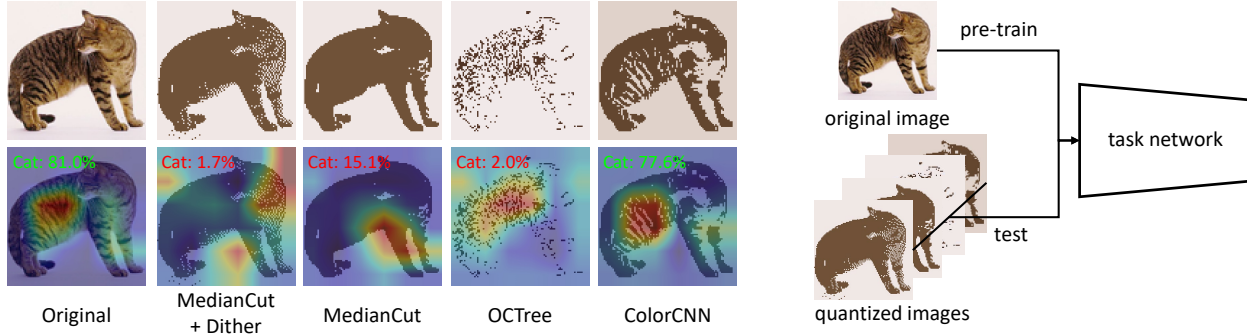 Cat: 81.0%
Cat: 1.7%
Cat: 15.1%
Cat: 2.0%
Cat: 77.6%
Original
MedianCut
+ Dither
MedianCut
OCTree
ColorCNN
pre-train
original image
task network
test
quantized images